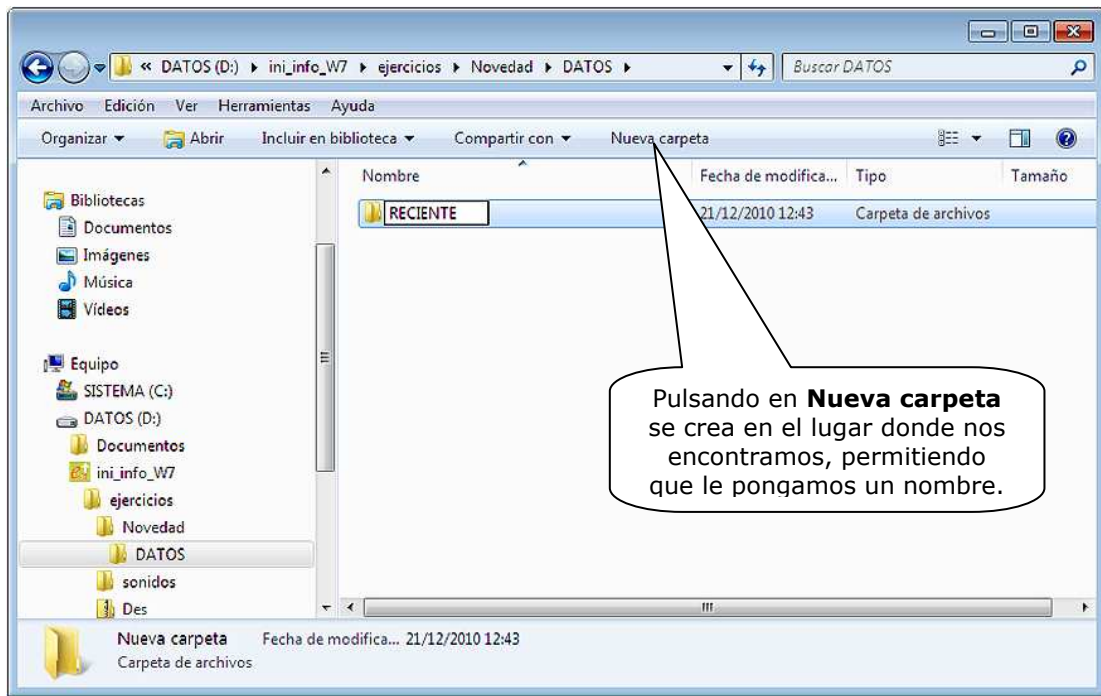 « DATOS (D:) ▸ ini_info_W7 ▸ ejercicios ▸ Novedad ▸ DATOS ▸ Buscar DATOS
Archivo Edición Ver Herramientas Ayuda
Organizar Abrir Incluir en biblioteca Compartir con Nueva carpeta
Nombre Fecha de modifica... Tipo Tamaño
RECIENTE 21/12/2010 12:43 Carpeta de archivos
Bibliotecas
Documentos
Imágenes
Música
Vídeos
Equipo
SISTEMA (C:)
DATOS (D:)
Documentos
ini_info_W7
ejercicios
Novedad
DATOS
sonidos
Des
Pulsando en Nueva carpeta
se crea en el lugar donde nos
encontramos, permitiendo
que le pongamos un nombre.
Nueva carpeta Fecha de modifica... 21/12/2010 12:43
Carpeta de archivos